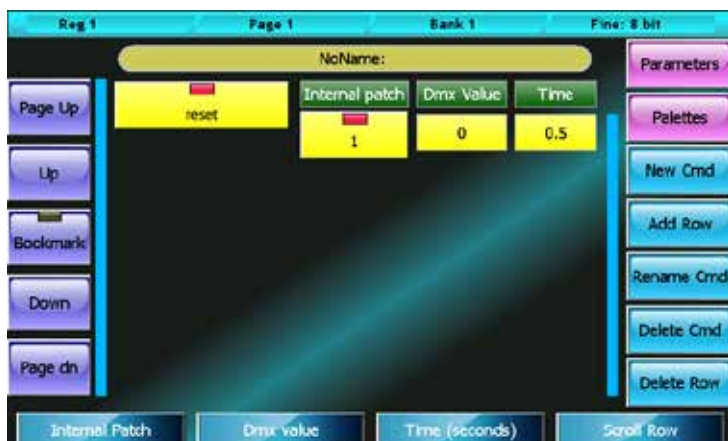 Reg 1 Page 1 Bank 1 Fine: 8 bit
NoName:
Page Up
Up
Bookmark
Down
Page dn
reset
Internal patch Dmx Value Time
1 0 0.5
Parameters
Palettes
New Cmd
Add Row
Rename Cmd
Delete Cmd
Delete Row
Internal Patch Dmx value Time (seconds) Scroll Row